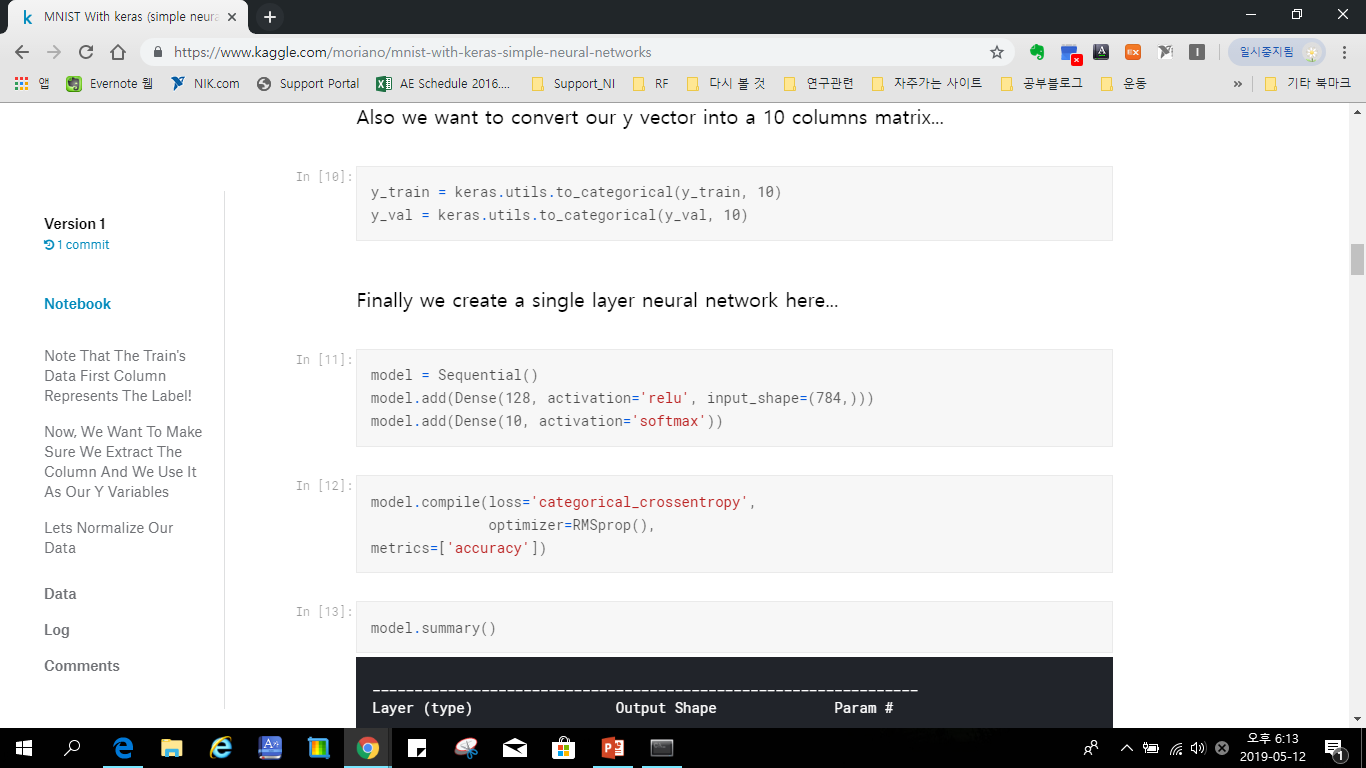 MNIST With keras (simple neura
https://www.kaggle.com/moriano/mnist-with-keras-simple-neural-networks
일시중지됨
앱 Evernote 웹 NIK.com Support Portal AE Schedule 2016.... Support_NI RF 다시 볼 것 연구관련 자주가는 사이트 공부블로그 운동 » 기타 북마크
Version 1
1 commit
Notebook
Note That The Train's
Data First Column
Represents The Label!
Now, We Want To Make
Sure We Extract The
Column And We Use It
As Our Y Variables
Lets Normalize Our
Data
Data
Log
Comments
Also we want to convert our y vector into a 10 columns matrix...
In [10]:
y_train = keras.utils.to_categorical(y_train, 10)
y_val = keras.utils.to_categorical(y_val, 10)
Finally we create a single layer neural network here...
In [11]:
model = Sequential()
model.add(Dense(128, activation='relu', input_shape=(784,)))
model.add(Dense(10, activation='softmax'))
In [12]:
model.compile(loss='categorical_crossentropy',
optimizer=RMSprop(),
metrics=['accuracy'])
In [13]:
model.summary()
_________________________________________________________________
Layer (type) Output Shape Param #
오후 6:13
2019-05-12
1